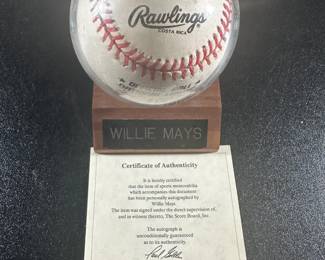 Rawlings
COSTA RICA
WILLIE MAYS
Certificate of Authenticity
It is hereby certified
that the item of sports memorabilia
which accompanies this document
has been personally autographed by
Willie Mays.
The item was signed under the direct supervision of,
and in witness thereto, The Score Board, Inc.
The autograph is
unconditionally guaranteed
as to its authenticity.